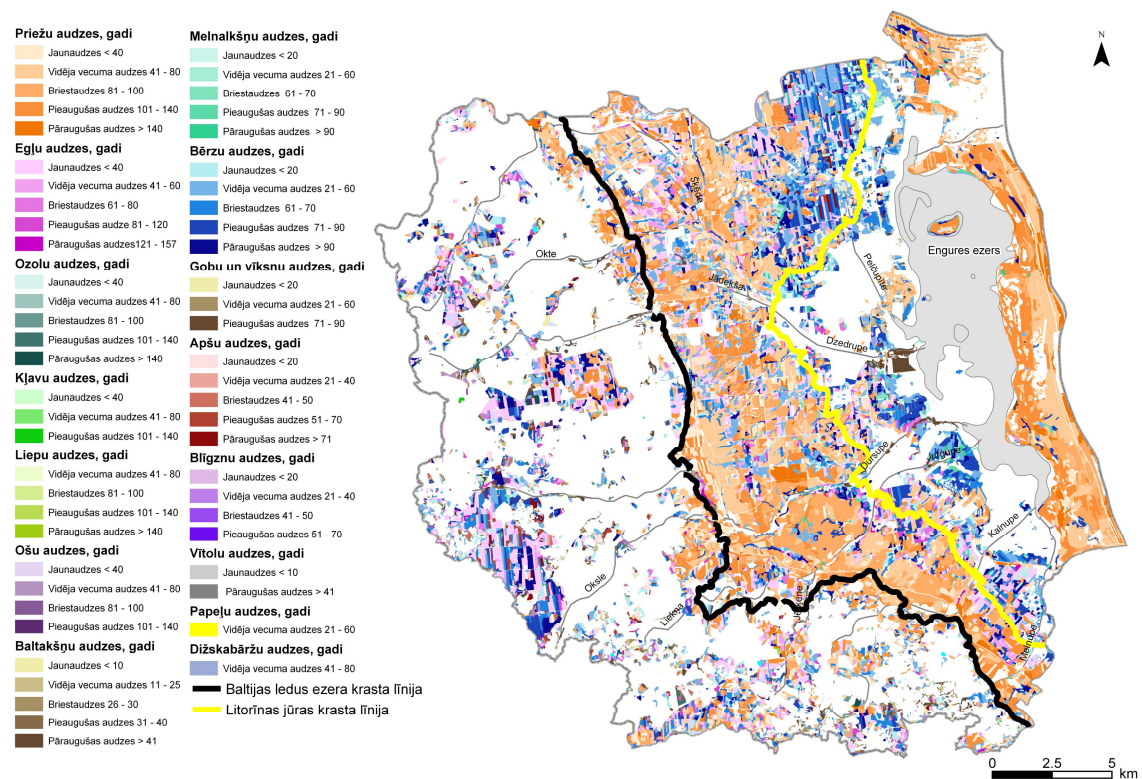 Priežu audzes, gadi
Jaunaudzes < 40
Vidēja vecuma audzes 41 - 80
Briestaudzes 81 - 100
Pieaugušas audzes 101 - 140
Pāraugušas audzes > 140
Egļu audzes, gadi
Jaunaudzes < 40
Vidēja vecuma audzes 41 - 60
Briestaudzes 61 - 80
Pieaugušas audze 81 - 120
Pāraugušas audzes121 - 157
Ozolu audzes, gadi
Jaunaudzes < 40
Vidēja vecuma audzes 41 - 80
Briestaudzes 81 - 100
Pieaugušas audzes 101 - 140
Pāraugušas audzes > 140
Kļavu audzes, gadi
Jaunaudzes < 40
Vidēja vecuma audzes 41 - 80
Pieaugušas audzes 101 - 140
Liepu audzes, gadi
Vidēja vecuma audzes 41 - 80
Briestaudzes 81 - 100
Pieaugušas audzes 101 - 140
Pāraugušas audzes > 140
Ošu audzes, gadi
Jaunaudzes < 40
Vidēja vecuma audzes 41 - 80
Briestaudzes 81 - 100
Pieaugušas audzes 101 - 140
Baltakšņu audzes, gadi
Jaunaudzes < 10
Vidēja vecuma audzes 11 - 25
Briestaudzes 26 - 30
Pieaugušas audzes 31 - 40
Pāraugušas audzes > 41
Melnalkšņu audzes, gadi
Jaunaudzes < 20
Vidēja vecuma audzes 21 - 60
Briestaudzes 61 - 70
Pieaugušas audzes 71 - 90
Pāraugušas audzes > 90
Bērzu audzes, gadi
Jaunaudzes < 20
Vidēja vecuma audzes 21 - 60
Briestaudzes 61 - 70
Pieaugušas audzes 71 - 90
Pāraugušas audzes > 90
Gobu un vīksnu audzes, gadi
Jaunaudzes < 20
Vidēja vecuma audzes 21 - 60
Pieaugušas audzes 71 - 90
Apšu audzes, gadi
Jaunaudzes < 20
Vidēja vecuma audzes 21 - 40
Briestaudzes 41 - 50
Pieaugušas audzes 51 - 70
Pāraugušas audzes > 71
Blīgznu audzes, gadi
Jaunaudzes < 20
Vidēja vecuma audzes 21 - 40
Briestaudzes 41 - 50
Pieaugušas audzes 51 - 70
Vītolu audzes, gadi
Jaunaudzes < 10
Pāraugušas audzes > 41
Papeļu audzes, gadi
Vidēja vecuma audzes 21 - 60
Dižskabāržu audzes, gadi
Vidēja vecuma audzes 41 - 80
Baltijas ledus ezera krasta līnija
Litorīnas jūras krasta līnija
N
Engures ezers
Okte
Jādekša
Pelčupīte
Dzedrupe
Dursupe
Jurģupe
Kalnupe
Oksle
Melnupe
0 2.5 5
km